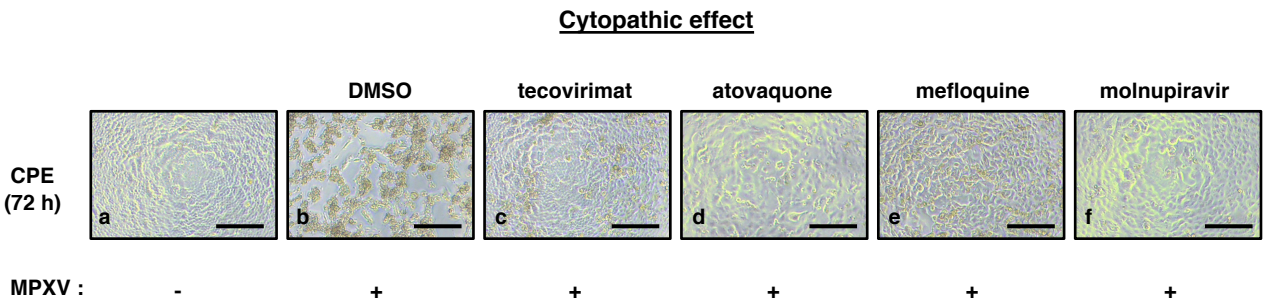 Cytopathic effect
DMSO tecovirimat atovaquone mefloquine molnupiravir
CPE
(72 h)
a b c d e f
MPXV : - + + + + +